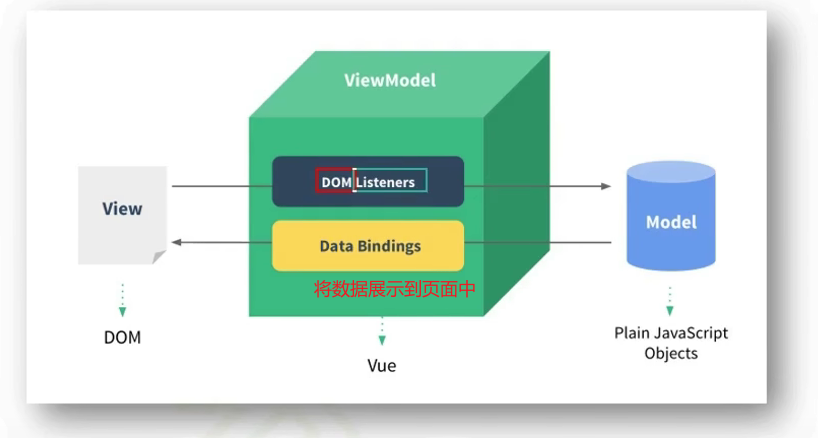 ViewModel
DOM Listeners
View
Model
Data Bindings
将数据展示到页面中
DOM
Vue
Plain JavaScript
Objects